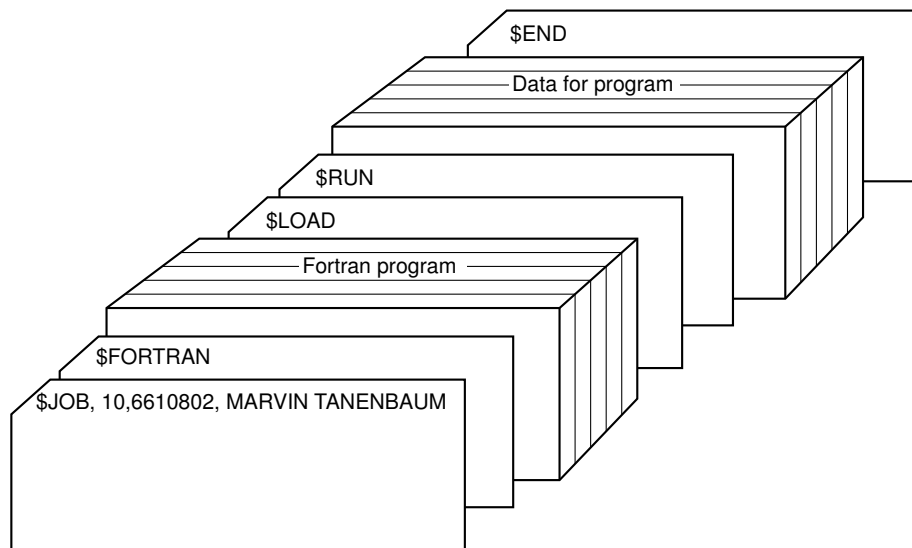 $END
Data for program
$RUN
$LOAD
Fortran program
$FORTRAN
$JOB, 10,6610802, MARVIN TANENBAUM